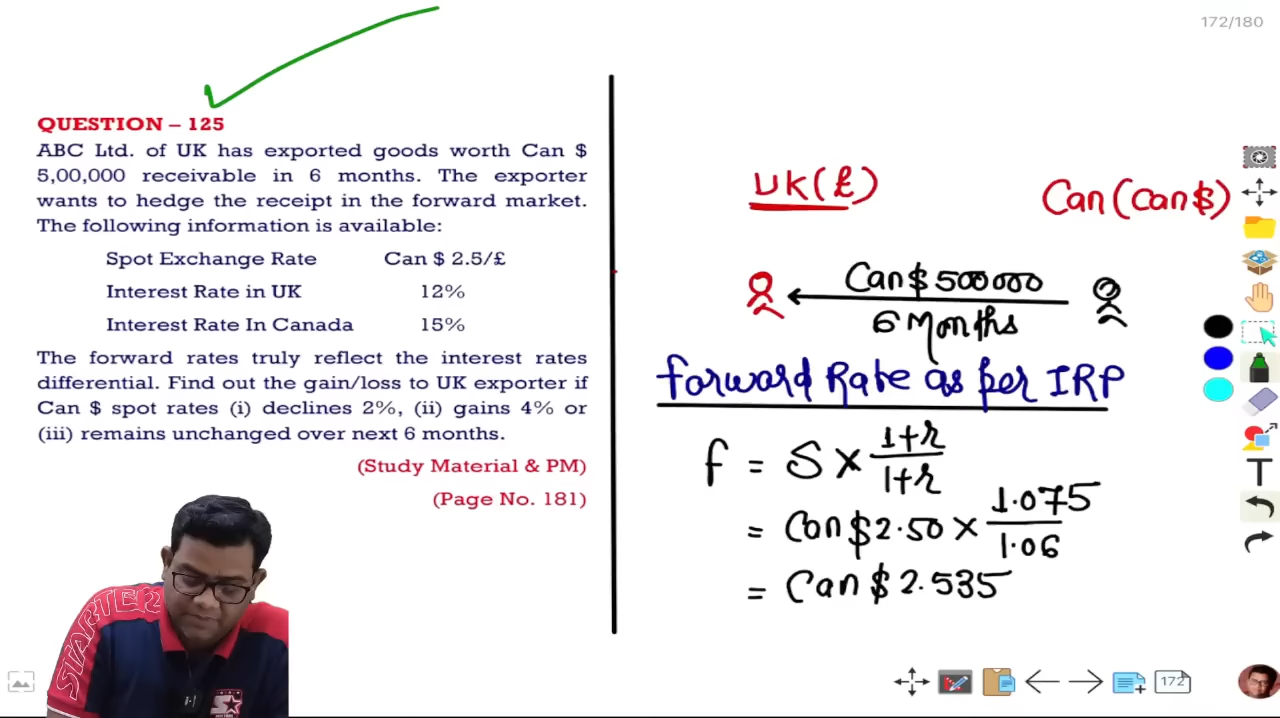 172/180
QUESTION – 125
ABC Ltd. of UK has exported goods worth Can $
5,00,000 receivable in 6 months. The exporter
wants to hedge the receipt in the forward market.
The following information is available:
Spot Exchange Rate Can $ 2.5/£
Interest Rate in UK 12%
Interest Rate In Canada 15%
The forward rates truly reflect the interest rates
differential. Find out the gain/loss to UK exporter if
Can $ spot rates (i) declines 2%, (ii) gains 4% or
(iii) remains unchanged over next 6 months.
(Study Material & PM)
(Page No. 181)
UK(£)
Can(Can$)
Can$500000
6 Months
forward Rate as per IRP
f = S × 1+r / 1+r
= Can $2.50 × 1.075 / 1.06
= Can $ 2.535
STARTER
T
172